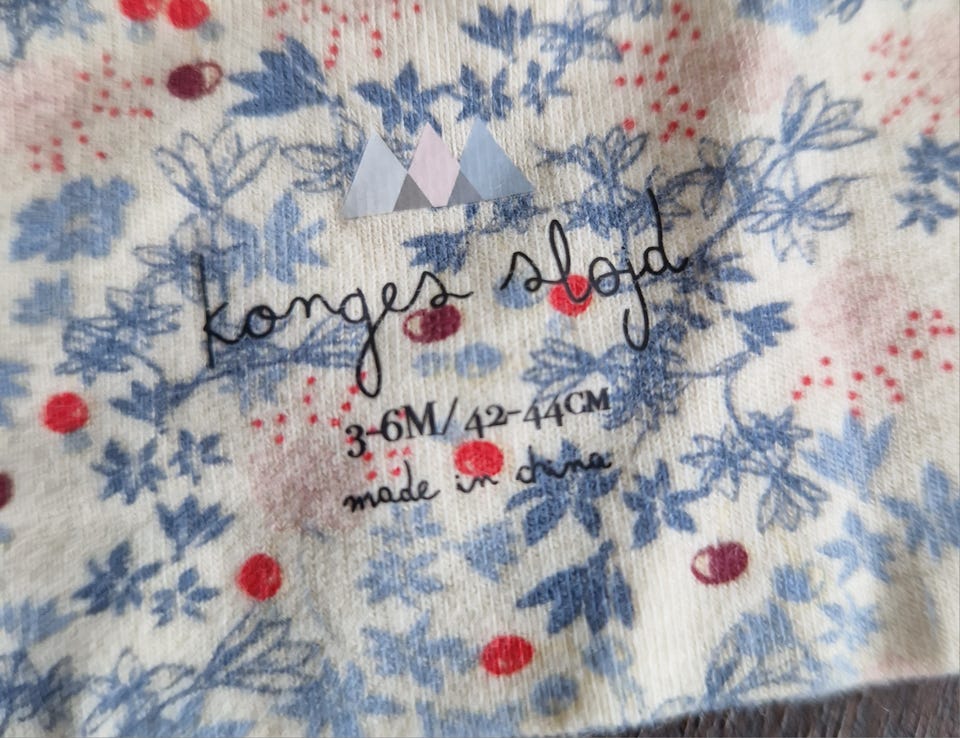 konges sløjd
3-6M/42-44CM
made in china